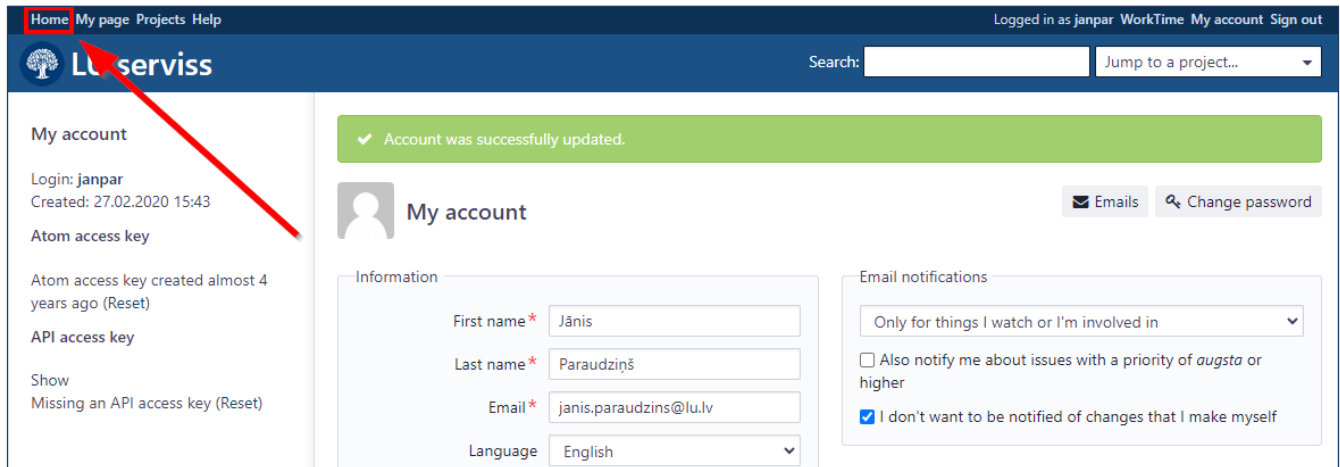 Home My page Projects Help
Logged in as janpar WorkTime My account Sign out
LU serviss
Search:
Jump to a project...
My account
Login: janpar
Created: 27.02.2020 15:43
Atom access key
Atom access key created almost 4
years ago (Reset)
API access key
Show
Missing an API access key (Reset)
Account was successfully updated.
My account
Emails
Change password
Information
First name*
Jānis
Last name*
Paraudziņš
Email*
janis.paraudzins@lu.lv
Language
English
Email notifications
Only for things I watch or I'm involved in
Also notify me about issues with a priority of augsta or
higher
I don't want to be notified of changes that I make myself